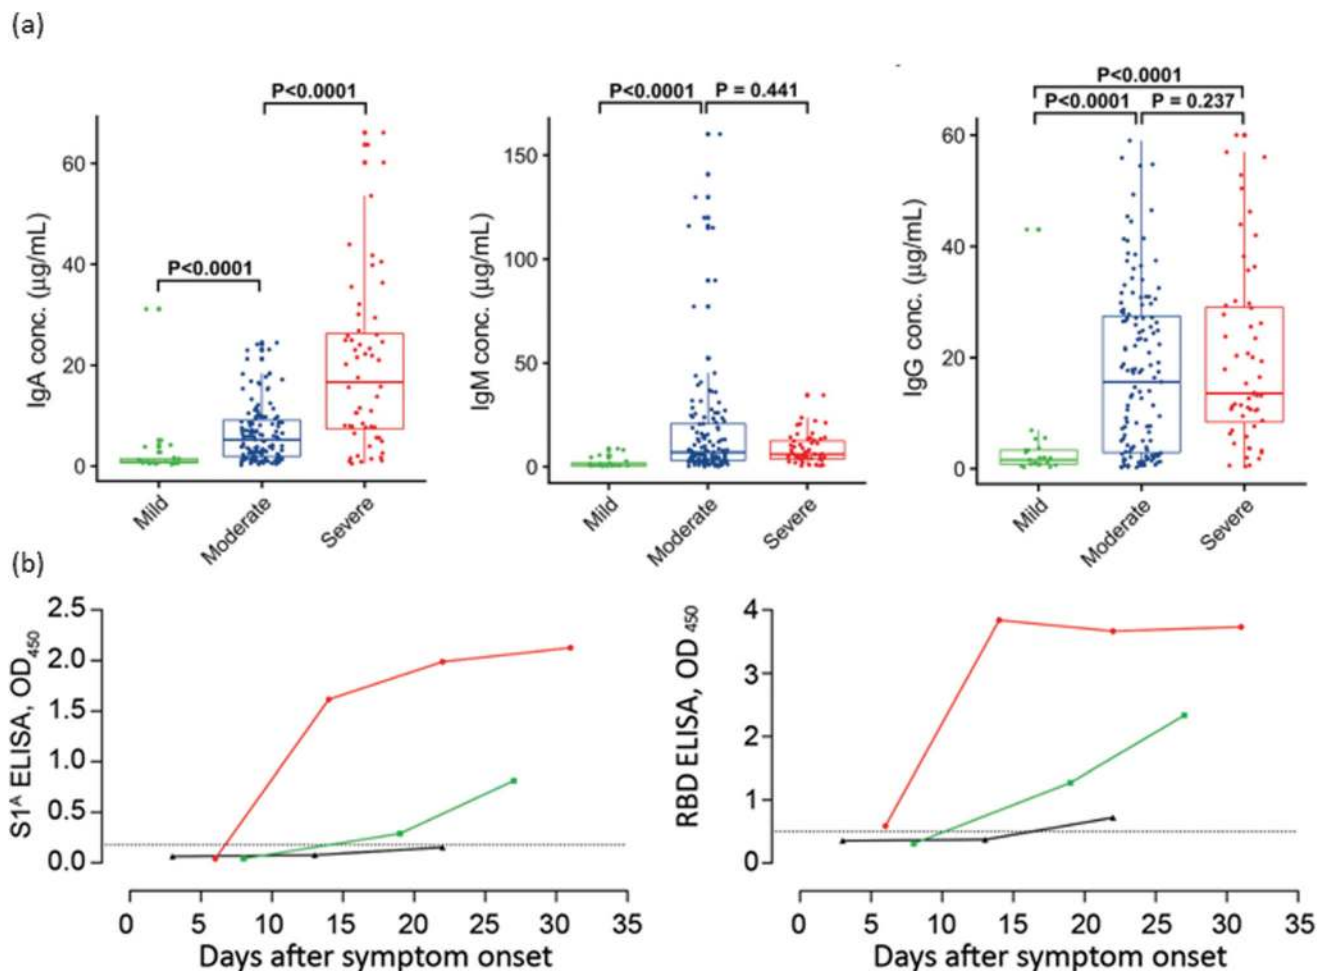 (a)
P<0.0001
P<0.0001
60
40
20
0
IgA conc. (μg/mL)
Mild
Moderate
Severe
P<0.0001
P = 0.441
150
100
50
0
IgM conc. (μg/mL)
Mild
Moderate
Severe
P<0.0001
P<0.0001
P = 0.237
60
40
20
0
IgG conc. (μg/mL)
Mild
Moderate
Severe
(b)
2.5
2.0
1.5
1.0
0.5
0.0
S1ᴬ ELISA, OD₄₅₀
0 5 10 15 20 25 30 35
Days after symptom onset
4
3
2
1
0
RBD ELISA, OD ₄₅₀
0 5 10 15 20 25 30 35
Days after symptom onset